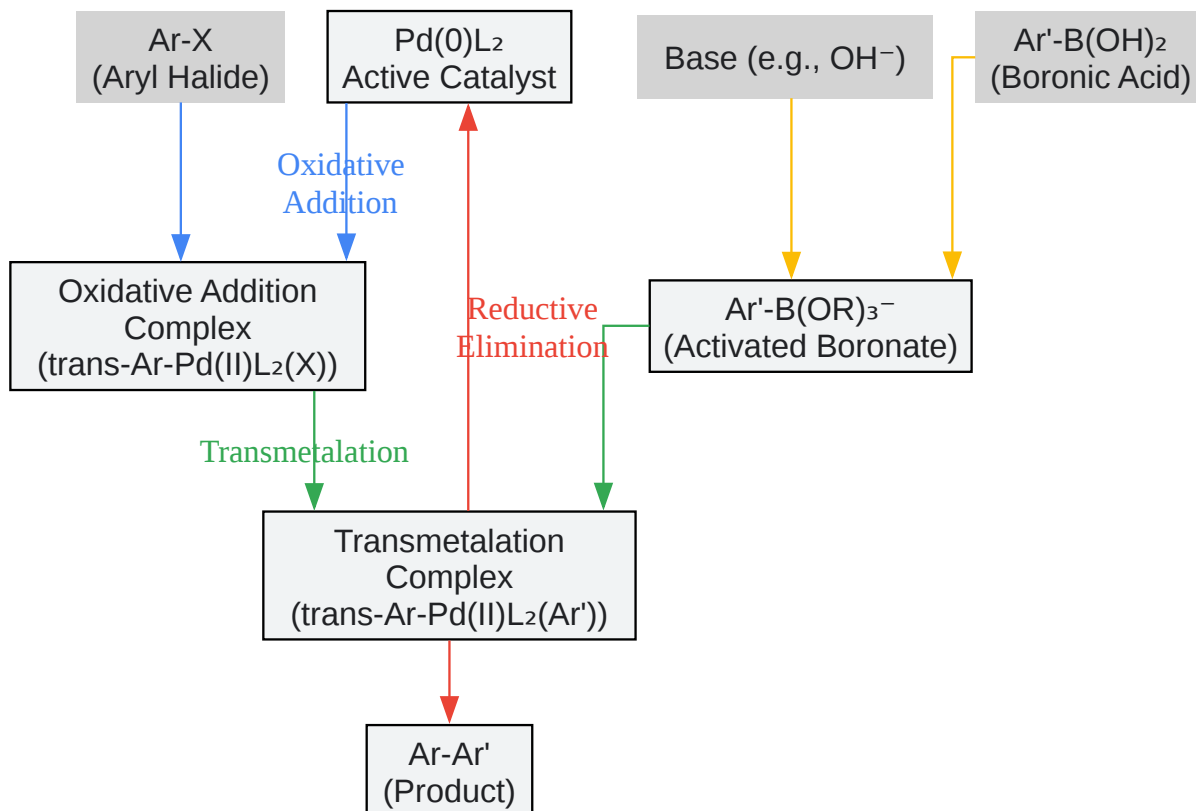 Ar-X
(Aryl Halide)
Pd(0)L₂
Active Catalyst
Base (e.g., OH⁻)
Ar'-B(OH)₂
(Boronic Acid)
Oxidative
Addition
Oxidative Addition
Complex
(trans-Ar-Pd(II)L₂(X))
Reductive
Elimination
Ar'-B(OR)₃⁻
(Activated Boronate)
Transmetalation
Transmetalation
Complex
(trans-Ar-Pd(II)L₂(Ar'))
Ar-Ar'
(Product)